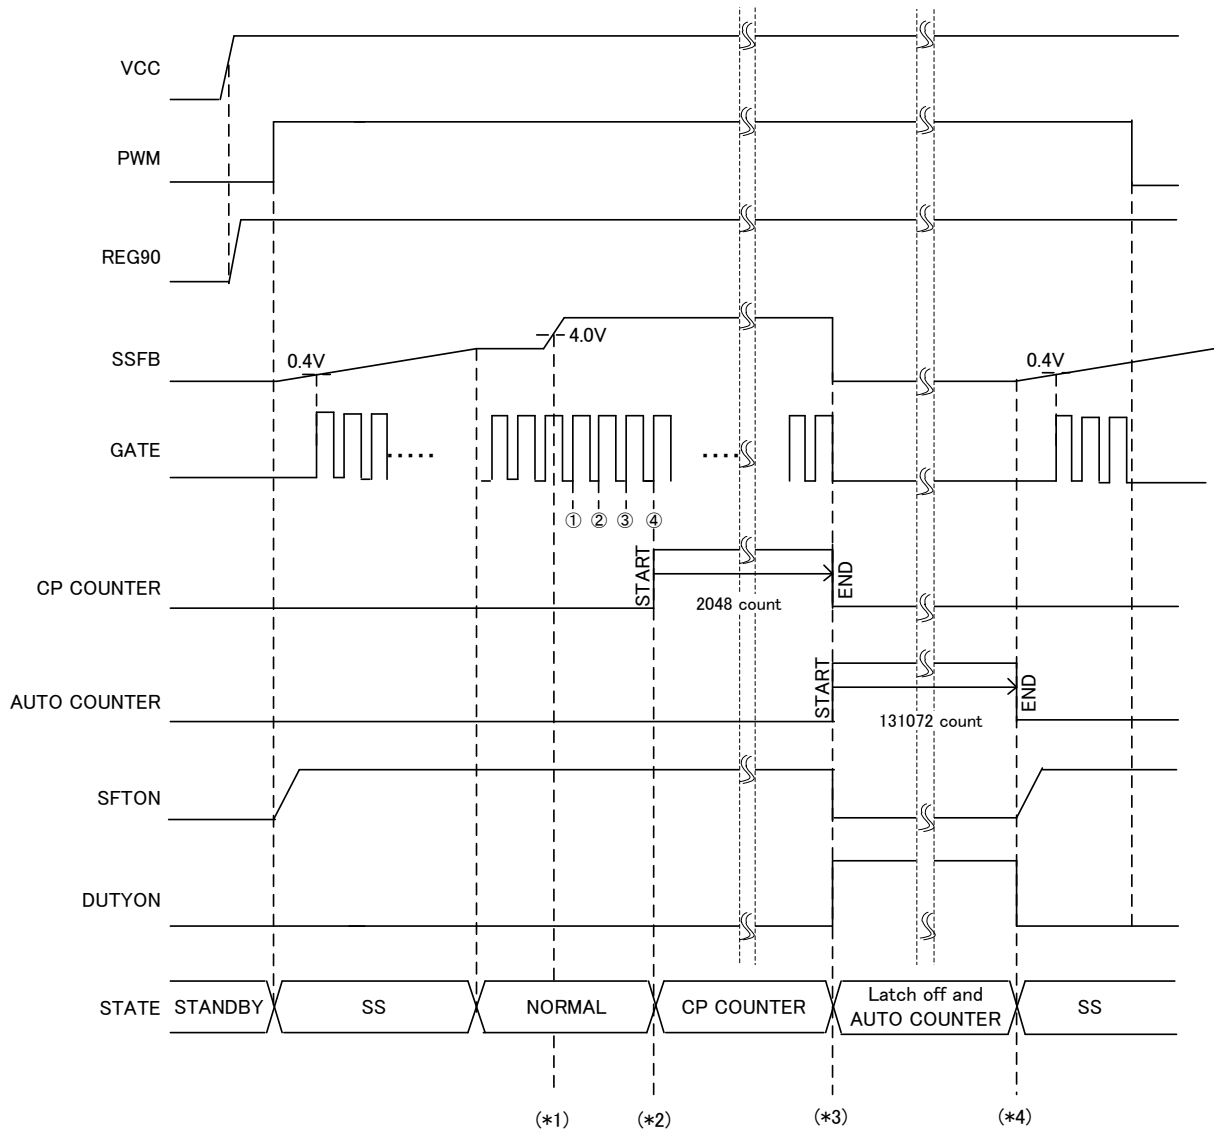 VCC
PWM
REG90
SSFB
0.4V
4.0V
0.4V
GATE
.....
....
① ② ③ ④
CP COUNTER
START
2048 count
END
AUTO COUNTER
START
131072 count
END
SFTON
DUTYON
STATE
STANDBY
SS
NORMAL
CP COUNTER
Latch off and
AUTO COUNTER
SS
(*1)
(*2)
(*3)
(*4)